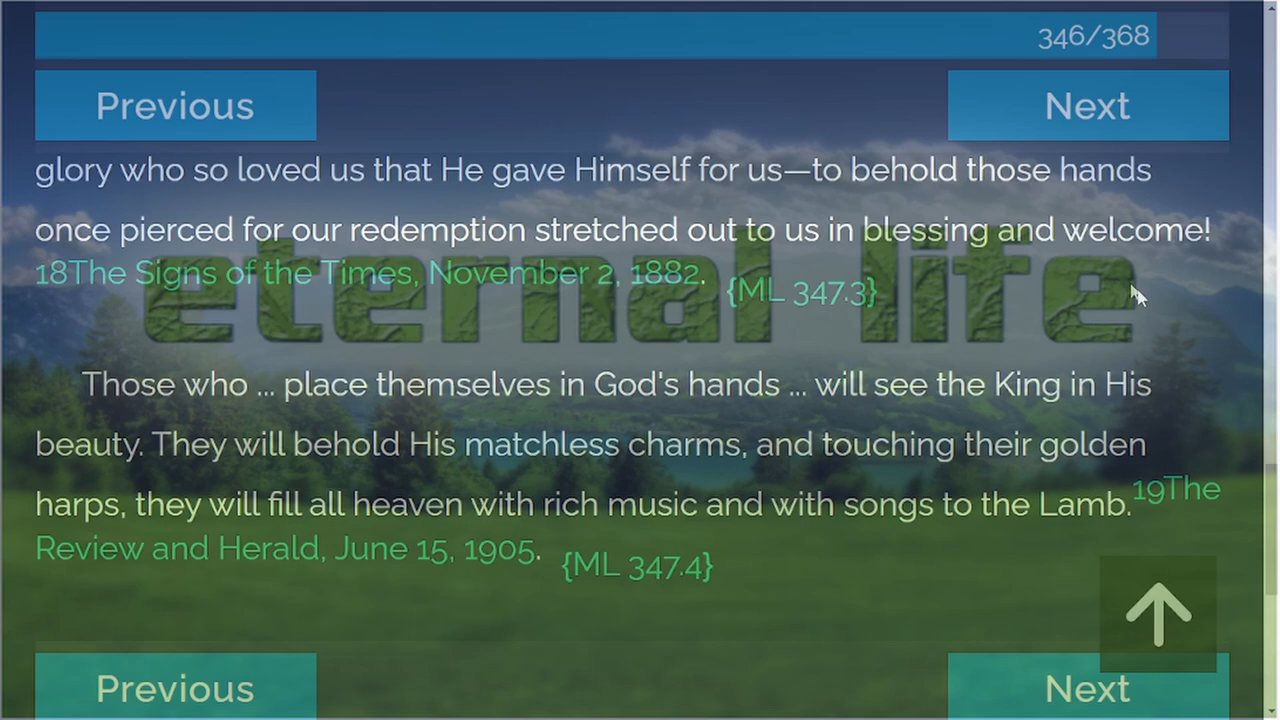 346/368
Previous
Next
glory who so loved us that He gave Himself for us—to behold those hands
once pierced for our redemption stretched out to us in blessing and welcome!
18The Signs of the Times, November 2, 1882. {ML 347.3}
eternal life
Those who ... place themselves in God's hands ... will see the King in His
beauty. They will behold His matchless charms, and touching their golden
harps, they will fill all heaven with rich music and with songs to the Lamb.19The
Review and Herald, June 15, 1905. {ML 347.4}
Previous
Next